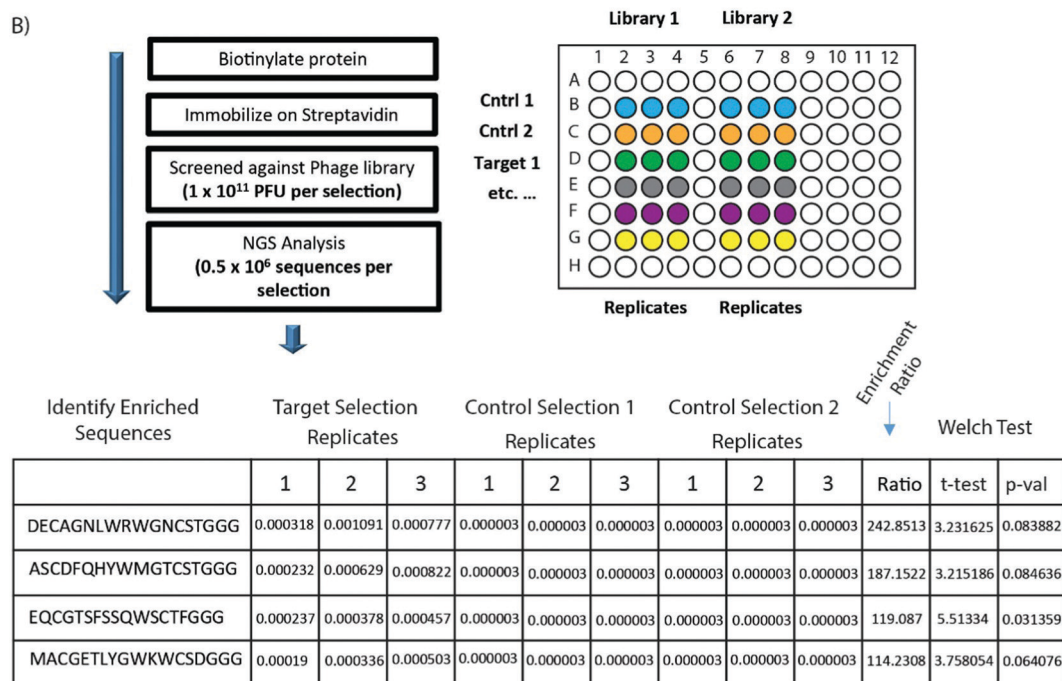 B)
Biotinylate protein
Immobilize on Streptavidin
Screened against Phage library
(1 x 10¹¹ PFU per selection)
NGS Analysis
(0.5 x 10⁶ sequences per
selection
Library 1 Library 2
1 2 3 4 5 6 7 8 9 10 11 12
A
B
C
D
E
F
G
H
Cntrl 1
Cntrl 2
Target 1
etc. ...
Replicates Replicates
Enrichment
Ratio
Identify Enriched
Sequences
Target Selection
Replicates
Control Selection 1
Replicates
Control Selection 2
Replicates
Welch Test
1 2 3 1 2 3 1 2 3 Ratio t-test p-val
DECAGNLWRWGNCSTGGG 0.000318 0.001091 0.000777 0.000003 0.000003 0.000003 0.000003 0.000003 0.000003 242.8513 3.231625 0.083882
ASCDFQHYWMGTCSTGGG 0.000232 0.000629 0.000822 0.000003 0.000003 0.000003 0.000003 0.000003 0.000003 187.1522 3.215186 0.084636
EQCGTSFSSQWSCTFGGG 0.000237 0.000378 0.000457 0.000003 0.000003 0.000003 0.000003 0.000003 0.000003 119.087 5.51334 0.031359
MACGETLYGWKWCSDGGG 0.00019 0.000336 0.000503 0.000003 0.000003 0.000003 0.000003 0.000003 0.000003 114.2308 3.758054 0.064076